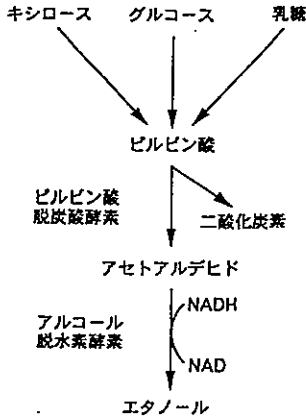 キシロース グルコース 乳糖
ピルビン酸
ピルビン酸
脱炭酸酵素
二酸化炭素
アセトアルデヒド
アルコール
脱水素酵素
NADH
NAD
エタノール